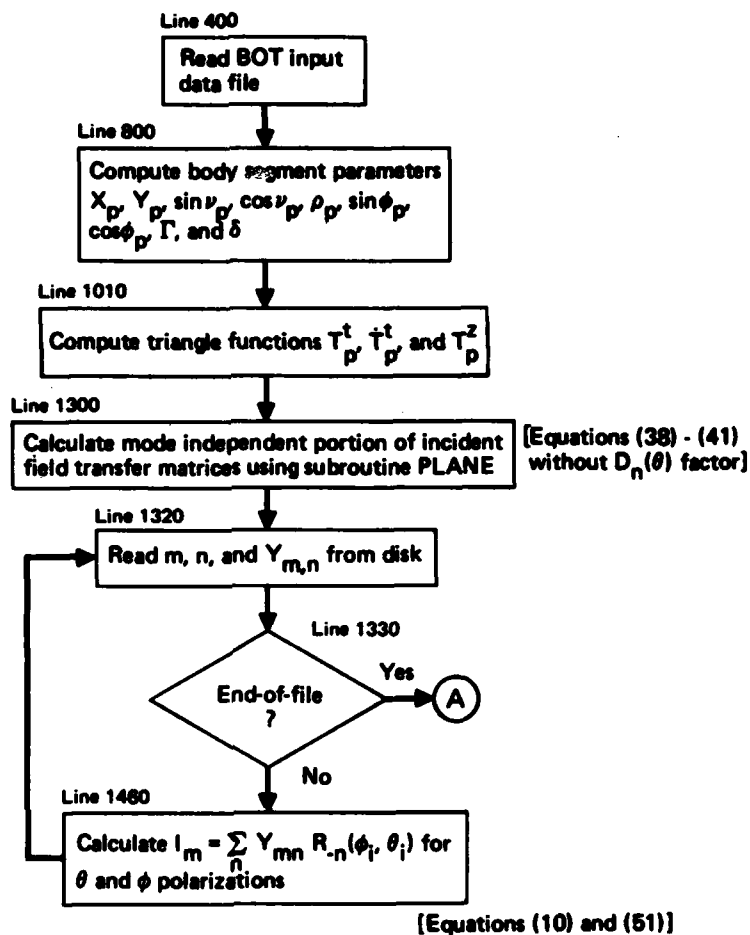 Line 400
Read BOT input
data file
Line 800
Compute body segment parameters
X_p, Y_p, sin ν_p, cos ν_p, ρ_p, sin ϕ_p,
cos ϕ_p, Γ, and δ
Line 1010
Compute triangle functions T_p^t, Ṫ_p^t, and T_p^z
Line 1300
Calculate mode independent portion of incident
field transfer matrices using subroutine PLANE
[Equations (38) - (41)
without D_n(θ) factor]
Line 1320
Read m, n, and Y_m,n from disk
Line 1330
End-of-file
?
Yes
A
No
Line 1460
Calculate I_m = ∑_n Y_mn R_-n(ϕ_i, θ_i) for
θ and ϕ polarizations
[Equations (10) and (51)]